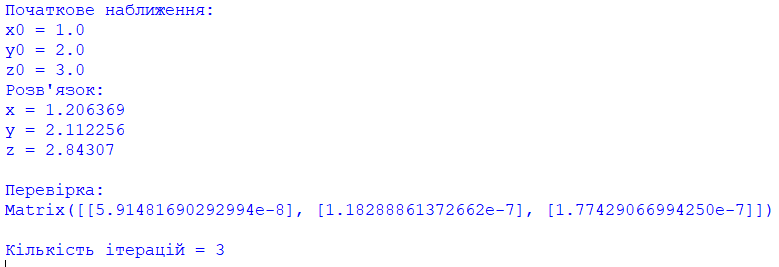 Початкове наближення:
x0 = 1.0
y0 = 2.0
z0 = 3.0
Розв'язок:
x = 1.206369
y = 2.112256
z = 2.84307
Перевірка:
Matrix([[5.91481690292994e-8], [1.18288861372662e-7], [1.77429066994250e-7]])
Кількість ітерацій = 3